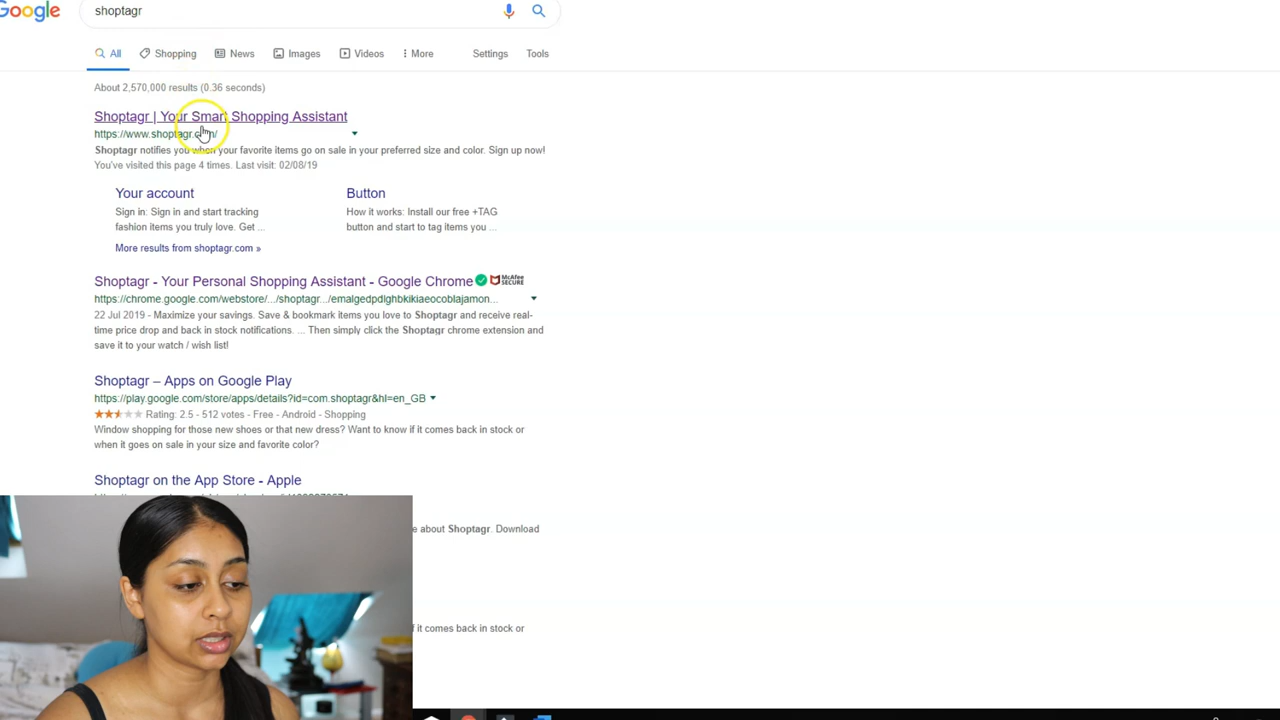 Google
shoptagr
All Shopping News Images Videos More Settings Tools
About 2,570,000 results (0.36 seconds)
Shoptagr | Your Smart Shopping Assistant
https://www.shoptagr.com/
Shoptagr notifies you when your favorite items go on sale in your preferred size and color. Sign up now!
You've visited this page 4 times. Last visit: 02/08/19
Your account Button
Sign in: Sign in and start tracking How it works: Install our free +TAG
fashion items you truly love. Get ... button and start to tag items you ...
More results from shoptagr.com »
Shoptagr - Your Personal Shopping Assistant - Google Chrome McAfee SECURE
https://chrome.google.com/webstore/.../shoptagr.../emalgedpdlghbkikiaeocoblajamon...
22 Jul 2019 - Maximize your savings. Save & bookmark items you love to Shoptagr and receive real-
time price drop and back in stock notifications. ... Then simply click the Shoptagr chrome extension and
save it to your watch / wish list!
Shoptagr – Apps on Google Play
https://play.google.com/store/apps/details?id=com.shoptagr&hl=en_GB
Rating: 2.5 - 512 votes - Free - Android - Shopping
Window shopping for those new shoes or that new dress? Want to know if it comes back in stock or
when it goes on sale in your size and favorite color?
Shoptagr on the App Store - Apple
e about Shoptagr. Download
if it comes back in stock or